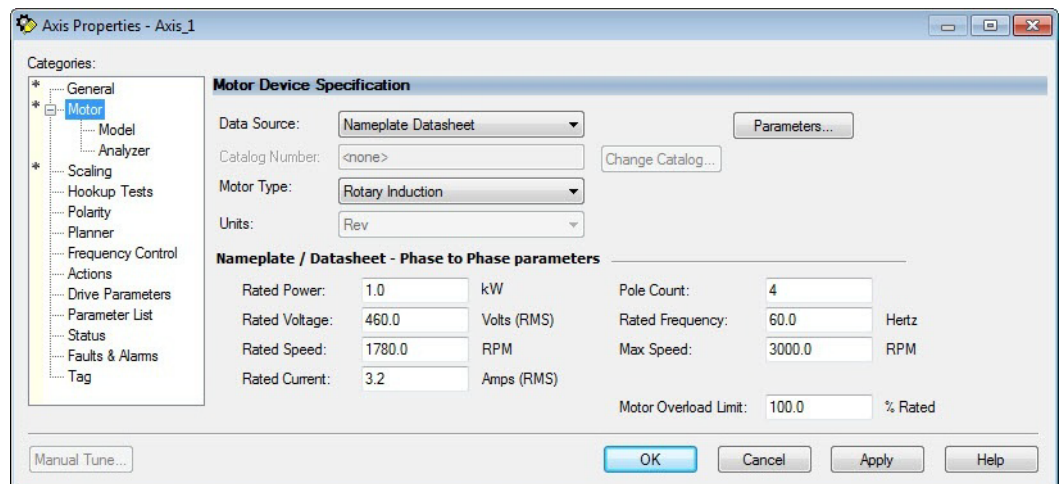 Axis Properties - Axis_1
Categories:
* General
* Motor
Model
Analyzer
* Scaling
Hookup Tests
Polarity
Planner
Frequency Control
Actions
Drive Parameters
Parameter List
Status
Faults & Alarms
Tag
Motor Device Specification
Data Source: Nameplate Datasheet Parameters...
Catalog Number: <none> Change Catalog...
Motor Type: Rotary Induction
Units: Rev
Nameplate / Datasheet - Phase to Phase parameters
Rated Power: 1.0 kW Pole Count: 4
Rated Voltage: 460.0 Volts (RMS) Rated Frequency: 60.0 Hertz
Rated Speed: 1780.0 RPM Max Speed: 3000.0 RPM
Rated Current: 3.2 Amps (RMS)
Motor Overload Limit: 100.0 % Rated
Manual Tune... OK Cancel Apply Help